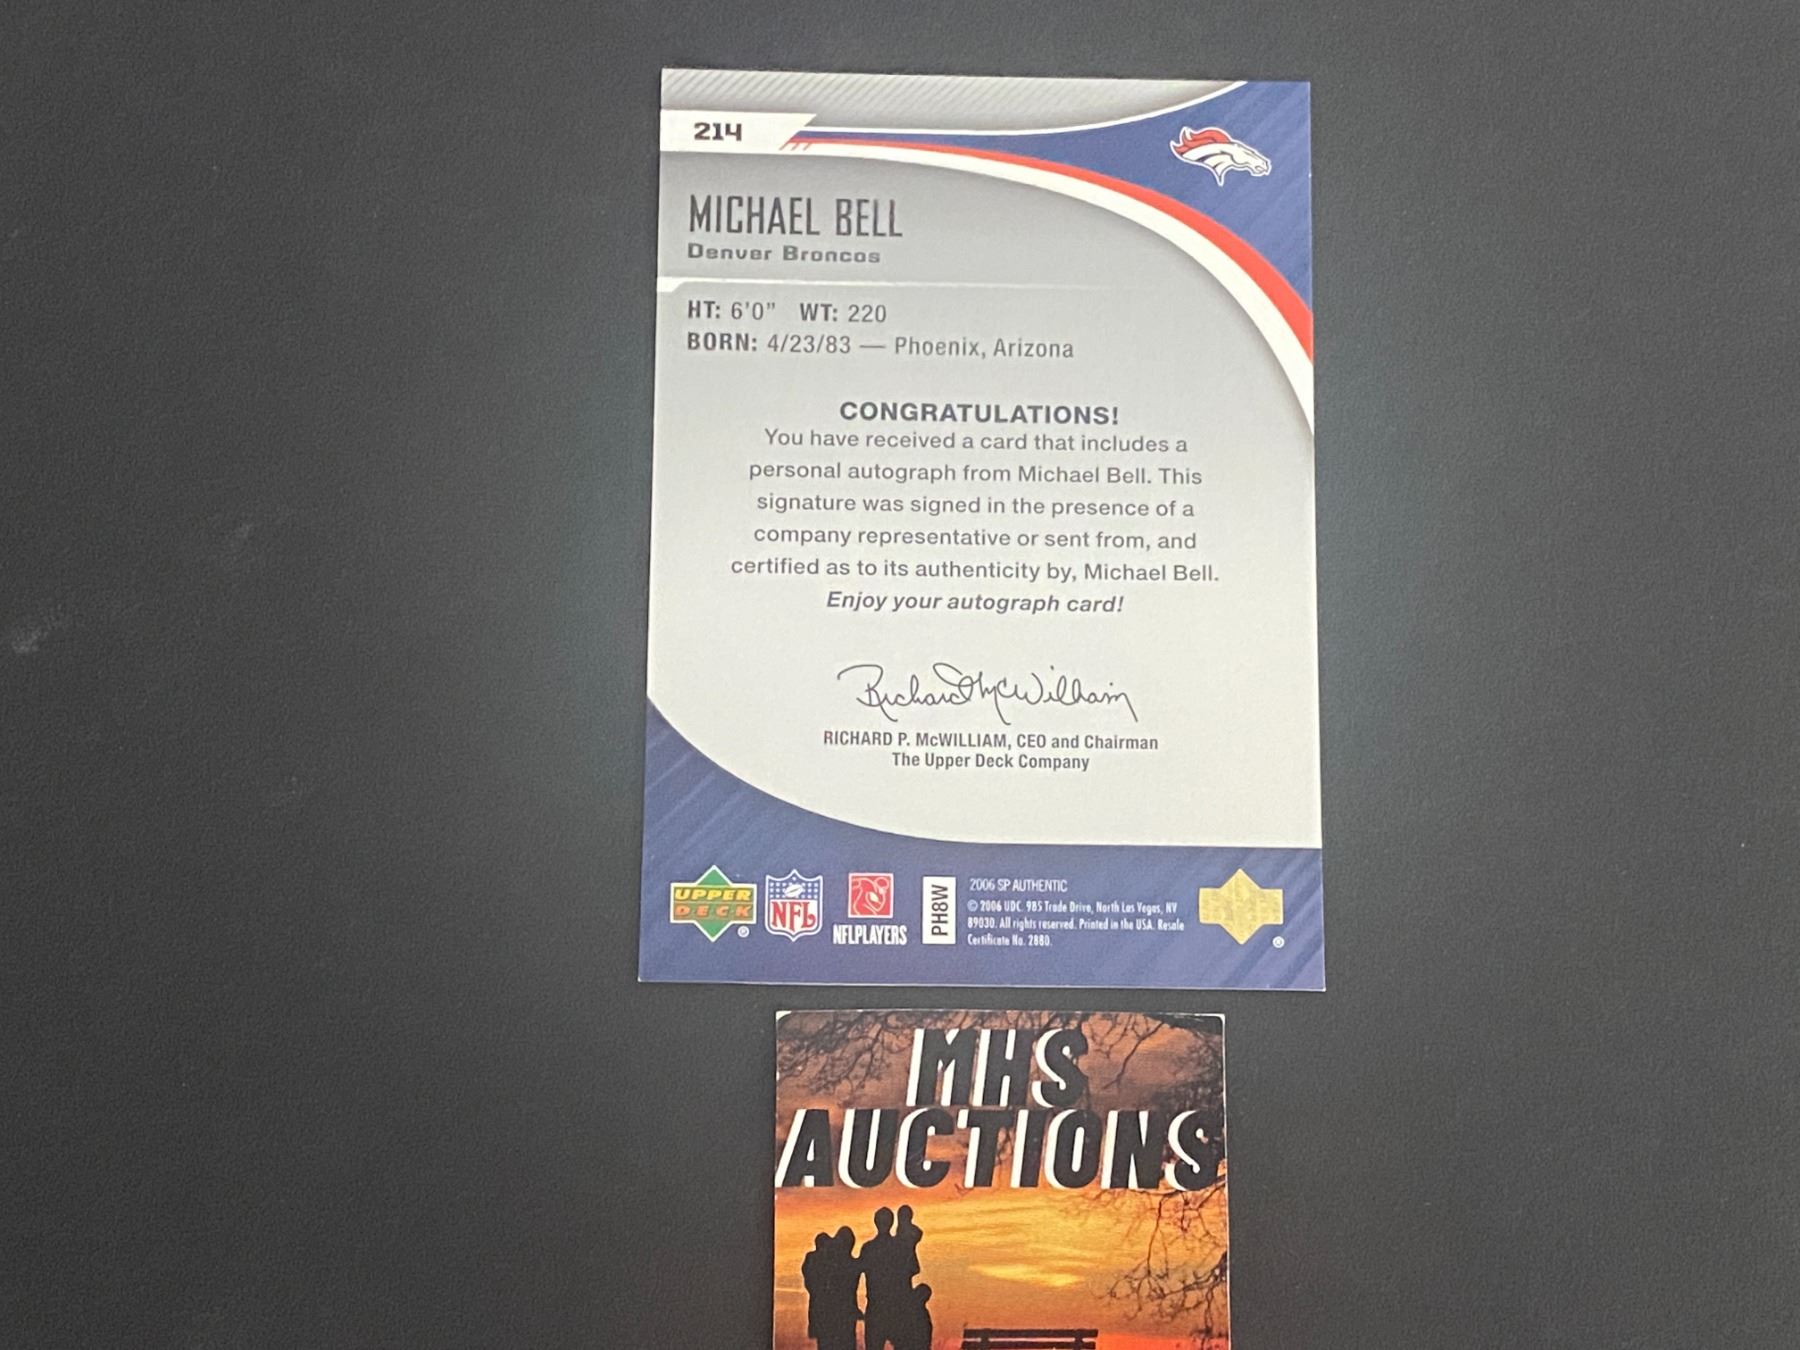 214
MICHAEL BELL
Denver Broncos
HT: 6'0" WT: 220
BORN: 4/23/83 — Phoenix, Arizona
CONGRATULATIONS!
You have received a card that includes a
personal autograph from Michael Bell. This
signature was signed in the presence of a
company representative or sent from, and
certified as to its authenticity by, Michael Bell.
Enjoy your autograph card!
Richard McWilliam
RICHARD P. McWILLIAM, CEO and Chairman
The Upper Deck Company
UPPER
DECK
®
NFL
NFLPLAYERS
PH8W
2006 SP AUTHENTIC
© 2006 UDC. 985 Trade Drive, North Las Vegas, NV
89030. All rights reserved. Printed in the USA. Resale
Certificate No. 2880.
®
MHS
AUCTIONS